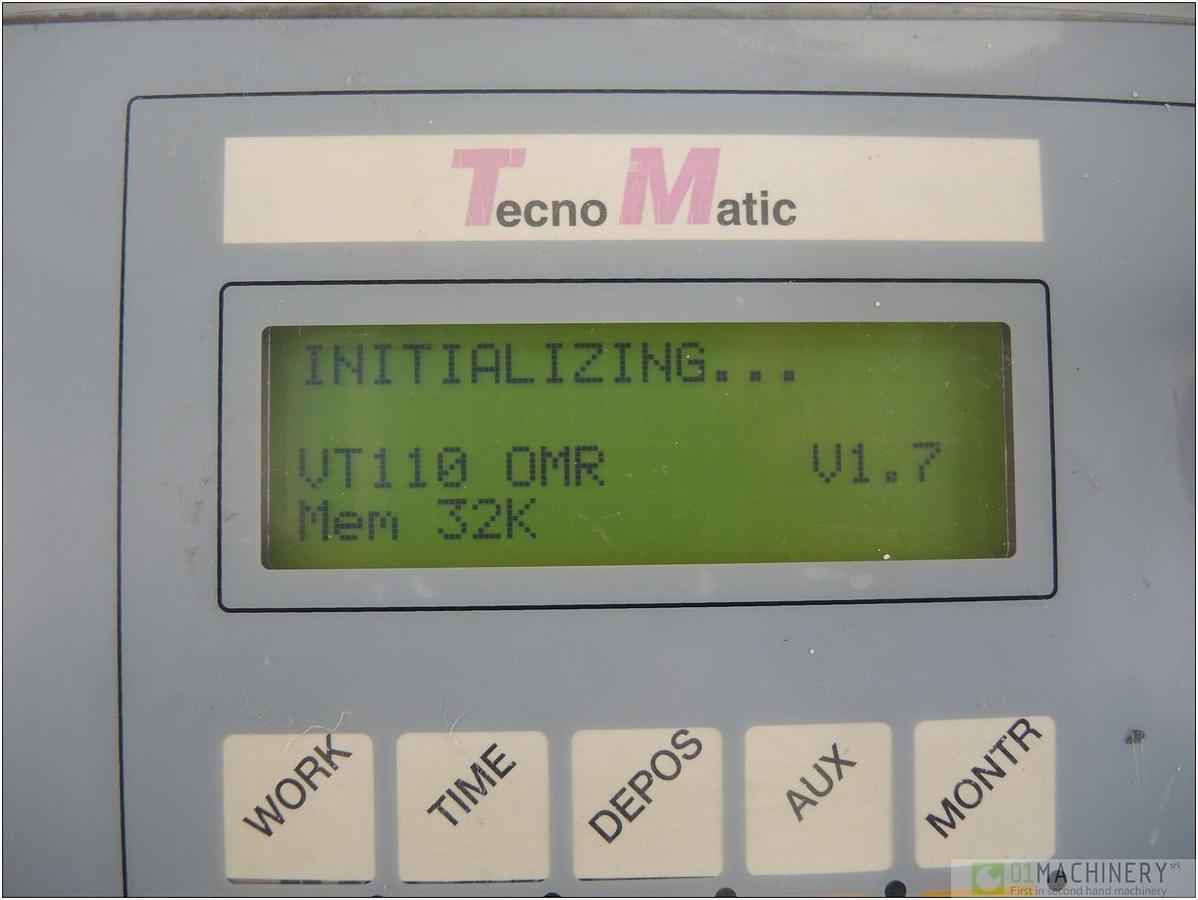 Tecno Matic
INITIALIZING...
VT110 OMR V1.7
Mem 32K
WORK TIME DEPOS AUX MONTR
01MACHINERY srl
First in second hand machinery